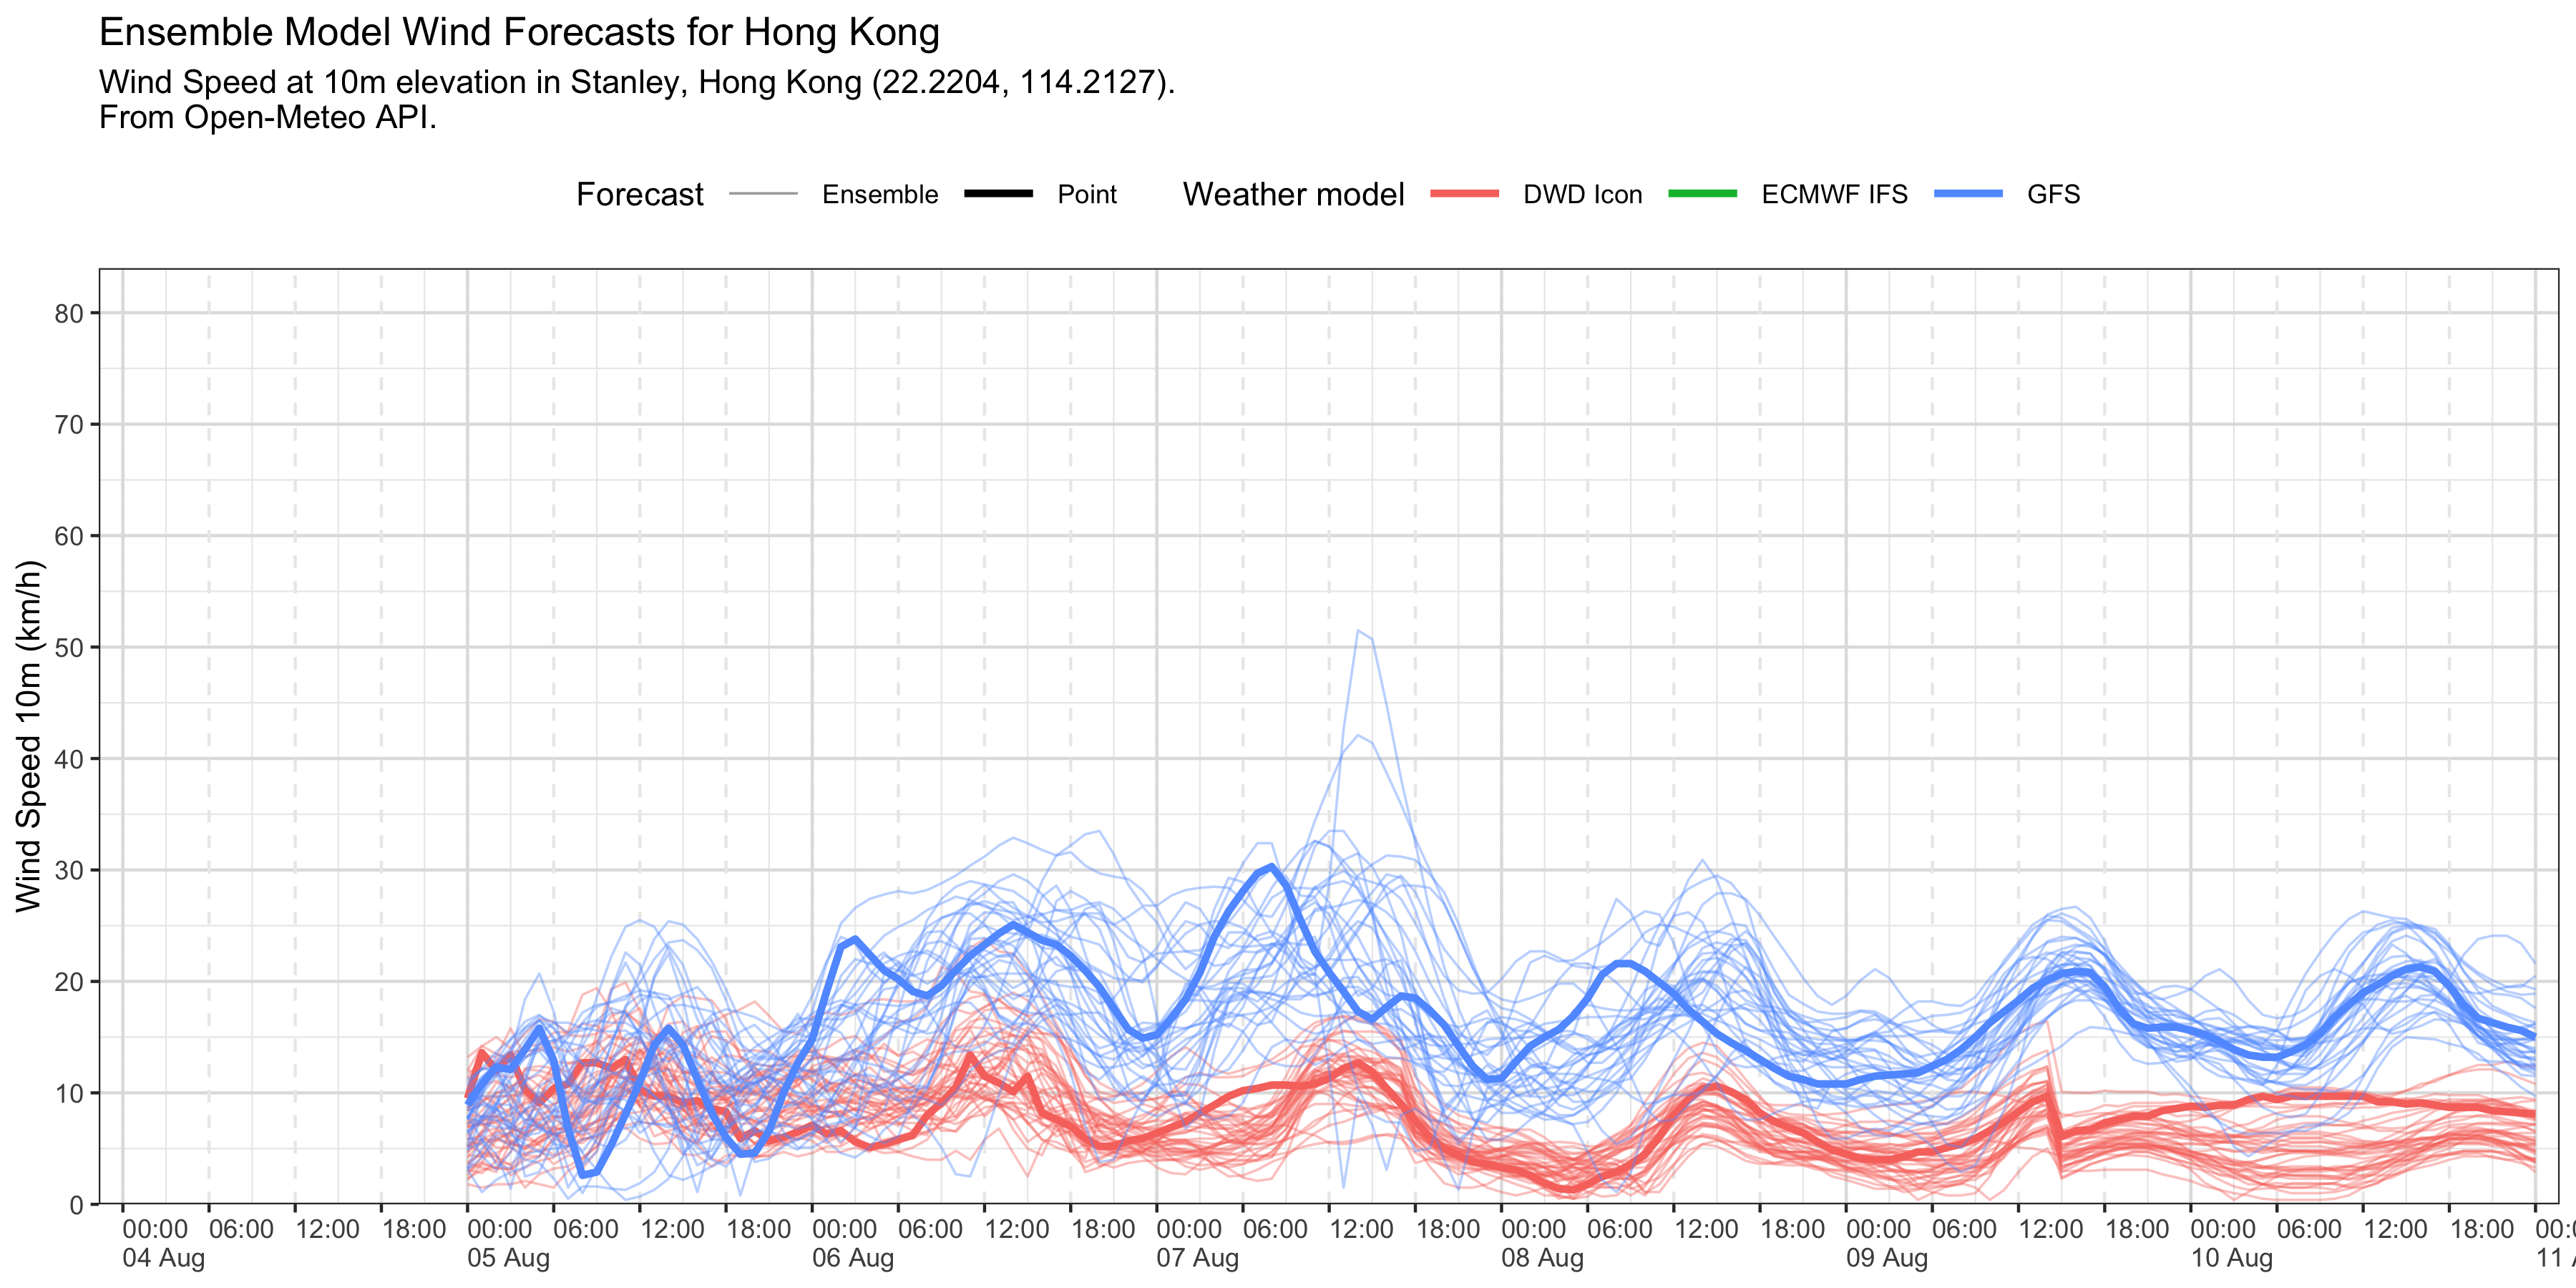 Ensemble Model Wind Forecasts for Hong Kong
Wind Speed at 10m elevation in Stanley, Hong Kong (22.2204, 114.2127).
From Open-Meteo API.
Forecast Ensemble Point Weather model DWD Icon ECMWF IFS GFS
Wind Speed 10m (km/h)
80
70
60
50
40
30
20
10
0
00:00 06:00 12:00 18:00 00:00 06:00 12:00 18:00 00:00 06:00 12:00 18:00 00:00 06:00 12:00 18:00 00:00 06:00 12:00 18:00 00:00 06:00 12:00 18:00 00:00 06:00 12:00 18:00 00:0
04 Aug 05 Aug 06 Aug 07 Aug 08 Aug 09 Aug 10 Aug 11